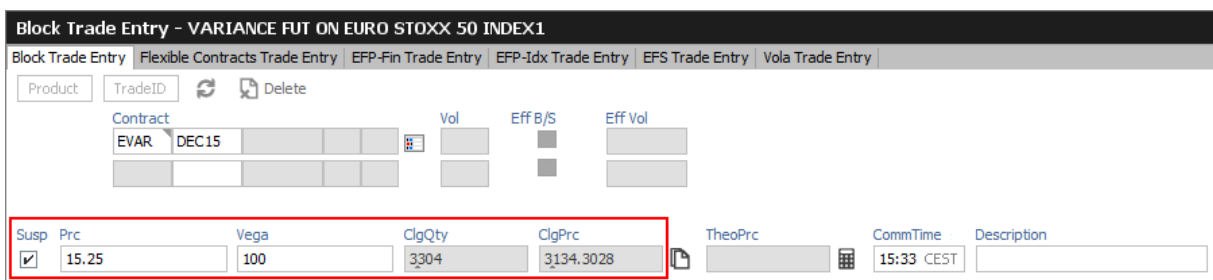 Block Trade Entry - VARIANCE FUT ON EURO STOXX 50 INDEX1
Block Trade Entry Flexible Contracts Trade Entry EFP-Fin Trade Entry EFP-Idx Trade Entry EFS Trade Entry Vola Trade Entry
Product TradeID Delete
Contract Vol Eff B/S Eff Vol
EVAR DEC15
Susp Prc Vega ClgQty ClgPrc TheoPrc CommTime Description
15.25 100 3304 3134.3028 15:33 CEST